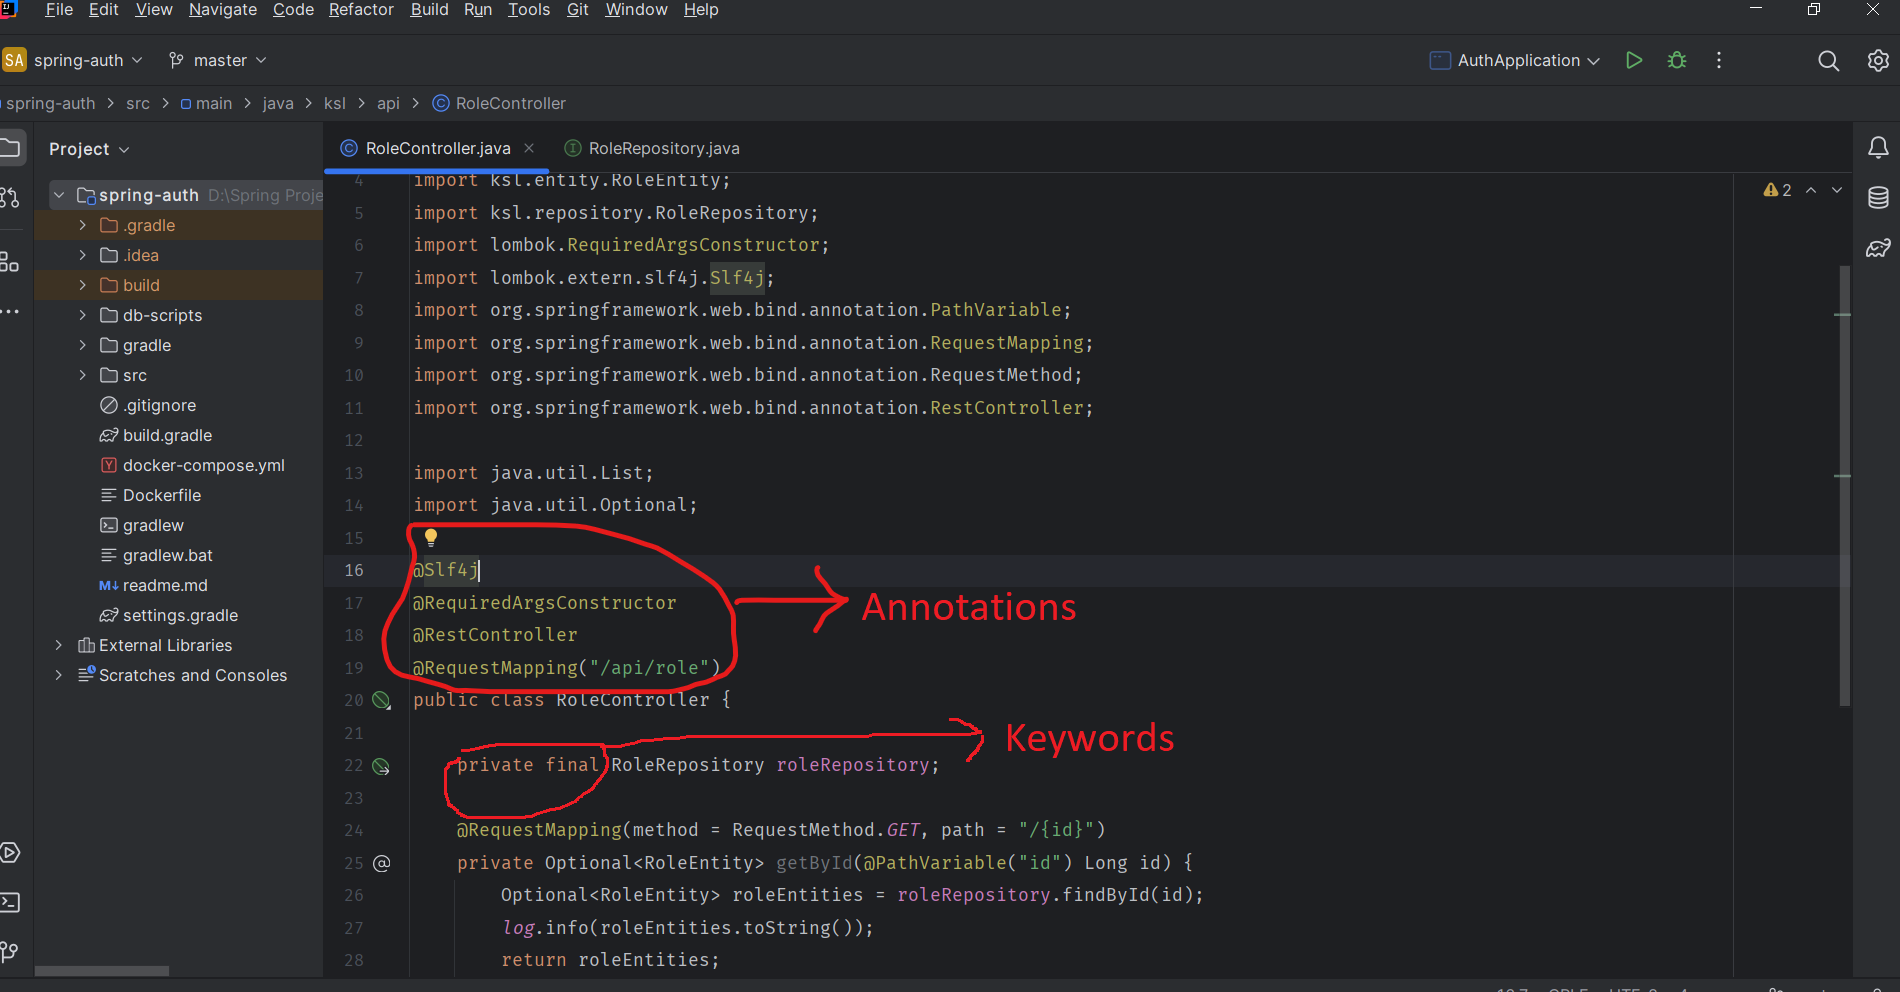 File Edit View Navigate Code Refactor Build Run Tools Git Window Help
SA spring-auth master AuthApplication
spring-auth > src > main > java > ksl > api > RoleController
Project
spring-auth D:\Spring Proje
.gradle
.idea
build
db-scripts
gradle
src
.gitignore
build.gradle
docker-compose.yml
Dockerfile
gradlew
gradlew.bat
readme.md
settings.gradle
External Libraries
Scratches and Consoles
RoleController.java RoleRepository.java
2
4 import ksl.entity.RoleEntity;
5 import ksl.repository.RoleRepository;
6 import lombok.RequiredArgsConstructor;
7 import lombok.extern.slf4j.Slf4j;
8 import org.springframework.web.bind.annotation.PathVariable;
9 import org.springframework.web.bind.annotation.RequestMapping;
10 import org.springframework.web.bind.annotation.RequestMethod;
11 import org.springframework.web.bind.annotation.RestController;
12
13 import java.util.List;
14 import java.util.Optional;
15
16 @Slf4j
17 @RequiredArgsConstructor
Annotations
18 @RestController
19 @RequestMapping("/api/role")
20 public class RoleController {
21
Keywords
22 private final RoleRepository roleRepository;
23
24 @RequestMapping(method = RequestMethod.GET, path = "/{id}")
25 private Optional<RoleEntity> getById(@PathVariable("id") Long id) {
26 Optional<RoleEntity> roleEntities = roleRepository.findById(id);
27 log.info(roleEntities.toString());
28 return roleEntities;